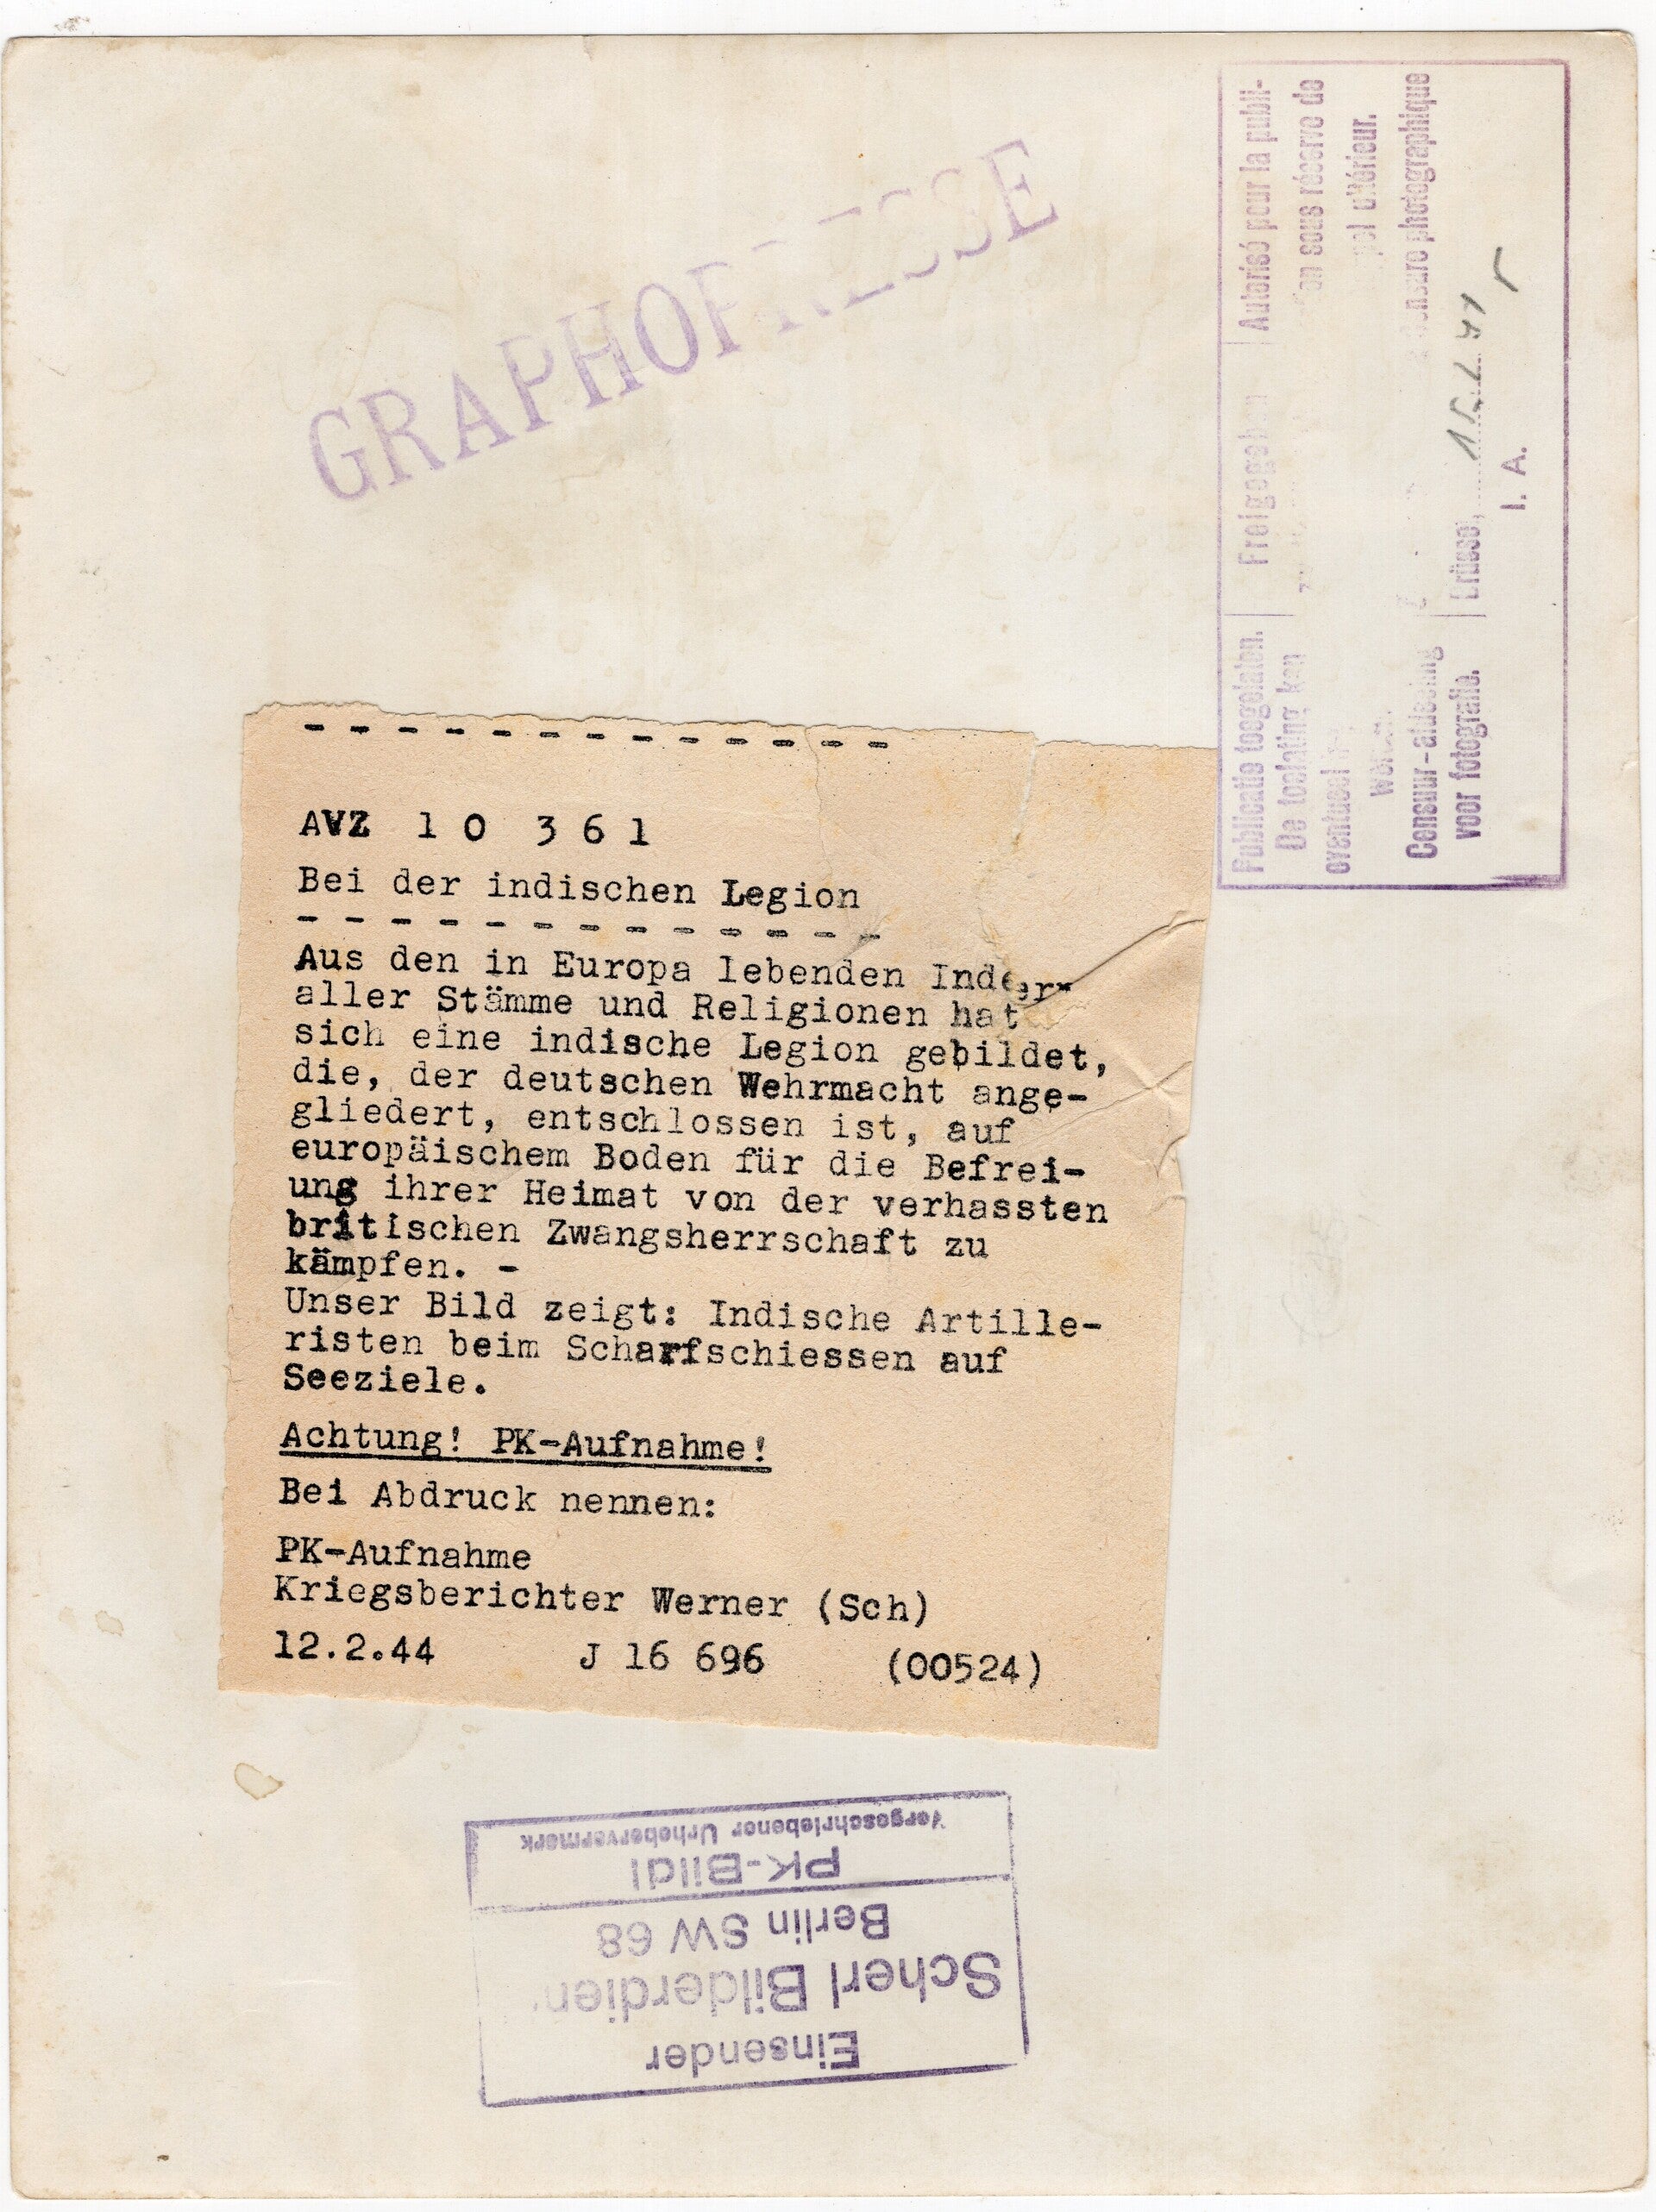 GRAPHOPRESSE
Autorisé pour la publi-
sous réserve de
ultérieur.
photographique
Freigegeben
I. A.
Publicatie toegelaten.
De toelating kan
eventueel
Censuur-afdeeling
voor fotografie.
- - - - - - - - - - - - -
AVZ 10 361
Bei der indischen Legion
- - - - - - - - - - - - -
Aus den in Europa lebenden Indern
aller Stämme und Religionen hat
sich eine indische Legion gebildet,
die, der deutschen Wehrmacht ange-
gliedert, entschlossen ist, auf
europäischem Boden für die Befrei-
ung ihrer Heimat von der verhassten
britischen Zwangsherrschaft zu
kämpfen. -
Unser Bild zeigt: Indische Artille-
risten beim Scharfschiessen auf
Seeziele.
Achtung! PK-Aufnahme!
Bei Abdruck nennen:
PK-Aufnahme
Kriegsberichter Werner (Sch)
12.2.44 J 16 696 (00524)
Einsender
Scherl Bilderdien
Berlin SW 68
PK-Bild!
Vorgeschriebener Urhebervermerk